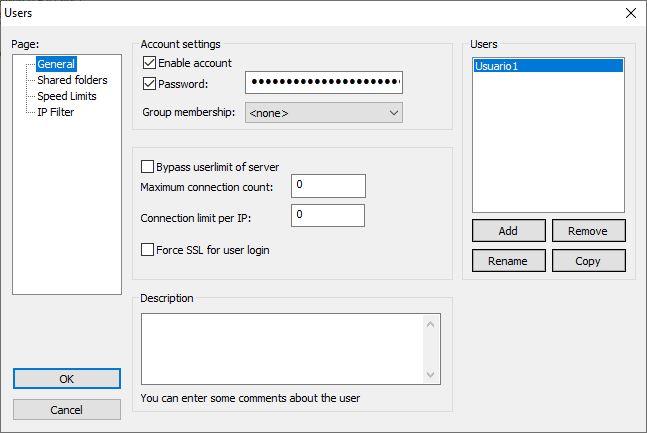 Users
Page:
General
Shared folders
Speed Limits
IP Filter
OK
Cancel
Account settings
Enable account
Password: ••••••••••••••••••••••
Group membership: <none>
Bypass userlimit of server
Maximum connection count: 0
Connection limit per IP: 0
Force SSL for user login
Description
You can enter some comments about the user
Users
Usuario1
Add Remove
Rename Copy